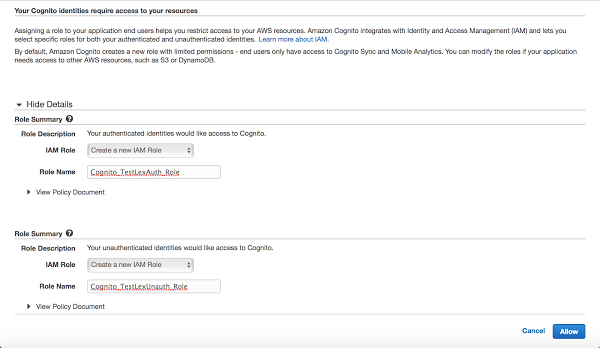 Your Cognito identities require access to your resources
Assigning a role to your application end users helps you restrict access to your AWS resources. Amazon Cognito integrates with Identity and Access Management (IAM) and lets you
select specific roles for both your authenticated and unauthenticated identities. Learn more about IAM.
By default, Amazon Cognito creates a new role with limited permissions - end users only have access to Cognito Sync and Mobile Analytics. You can modify the roles if your application
needs access to other AWS resources, such as S3 or DynamoDB.
Hide Details
Role Summary ?
Role Description Your authenticated identities would like access to Cognito.
IAM Role Create a new IAM Role
Role Name Cognito_TestLexAuth_Role
View Policy Document
Role Summary ?
Role Description Your unauthenticated identities would like access to Cognito.
IAM Role Create a new IAM Role
Role Name Cognito_TestLexUnauth_Role
View Policy Document
Cancel Allow